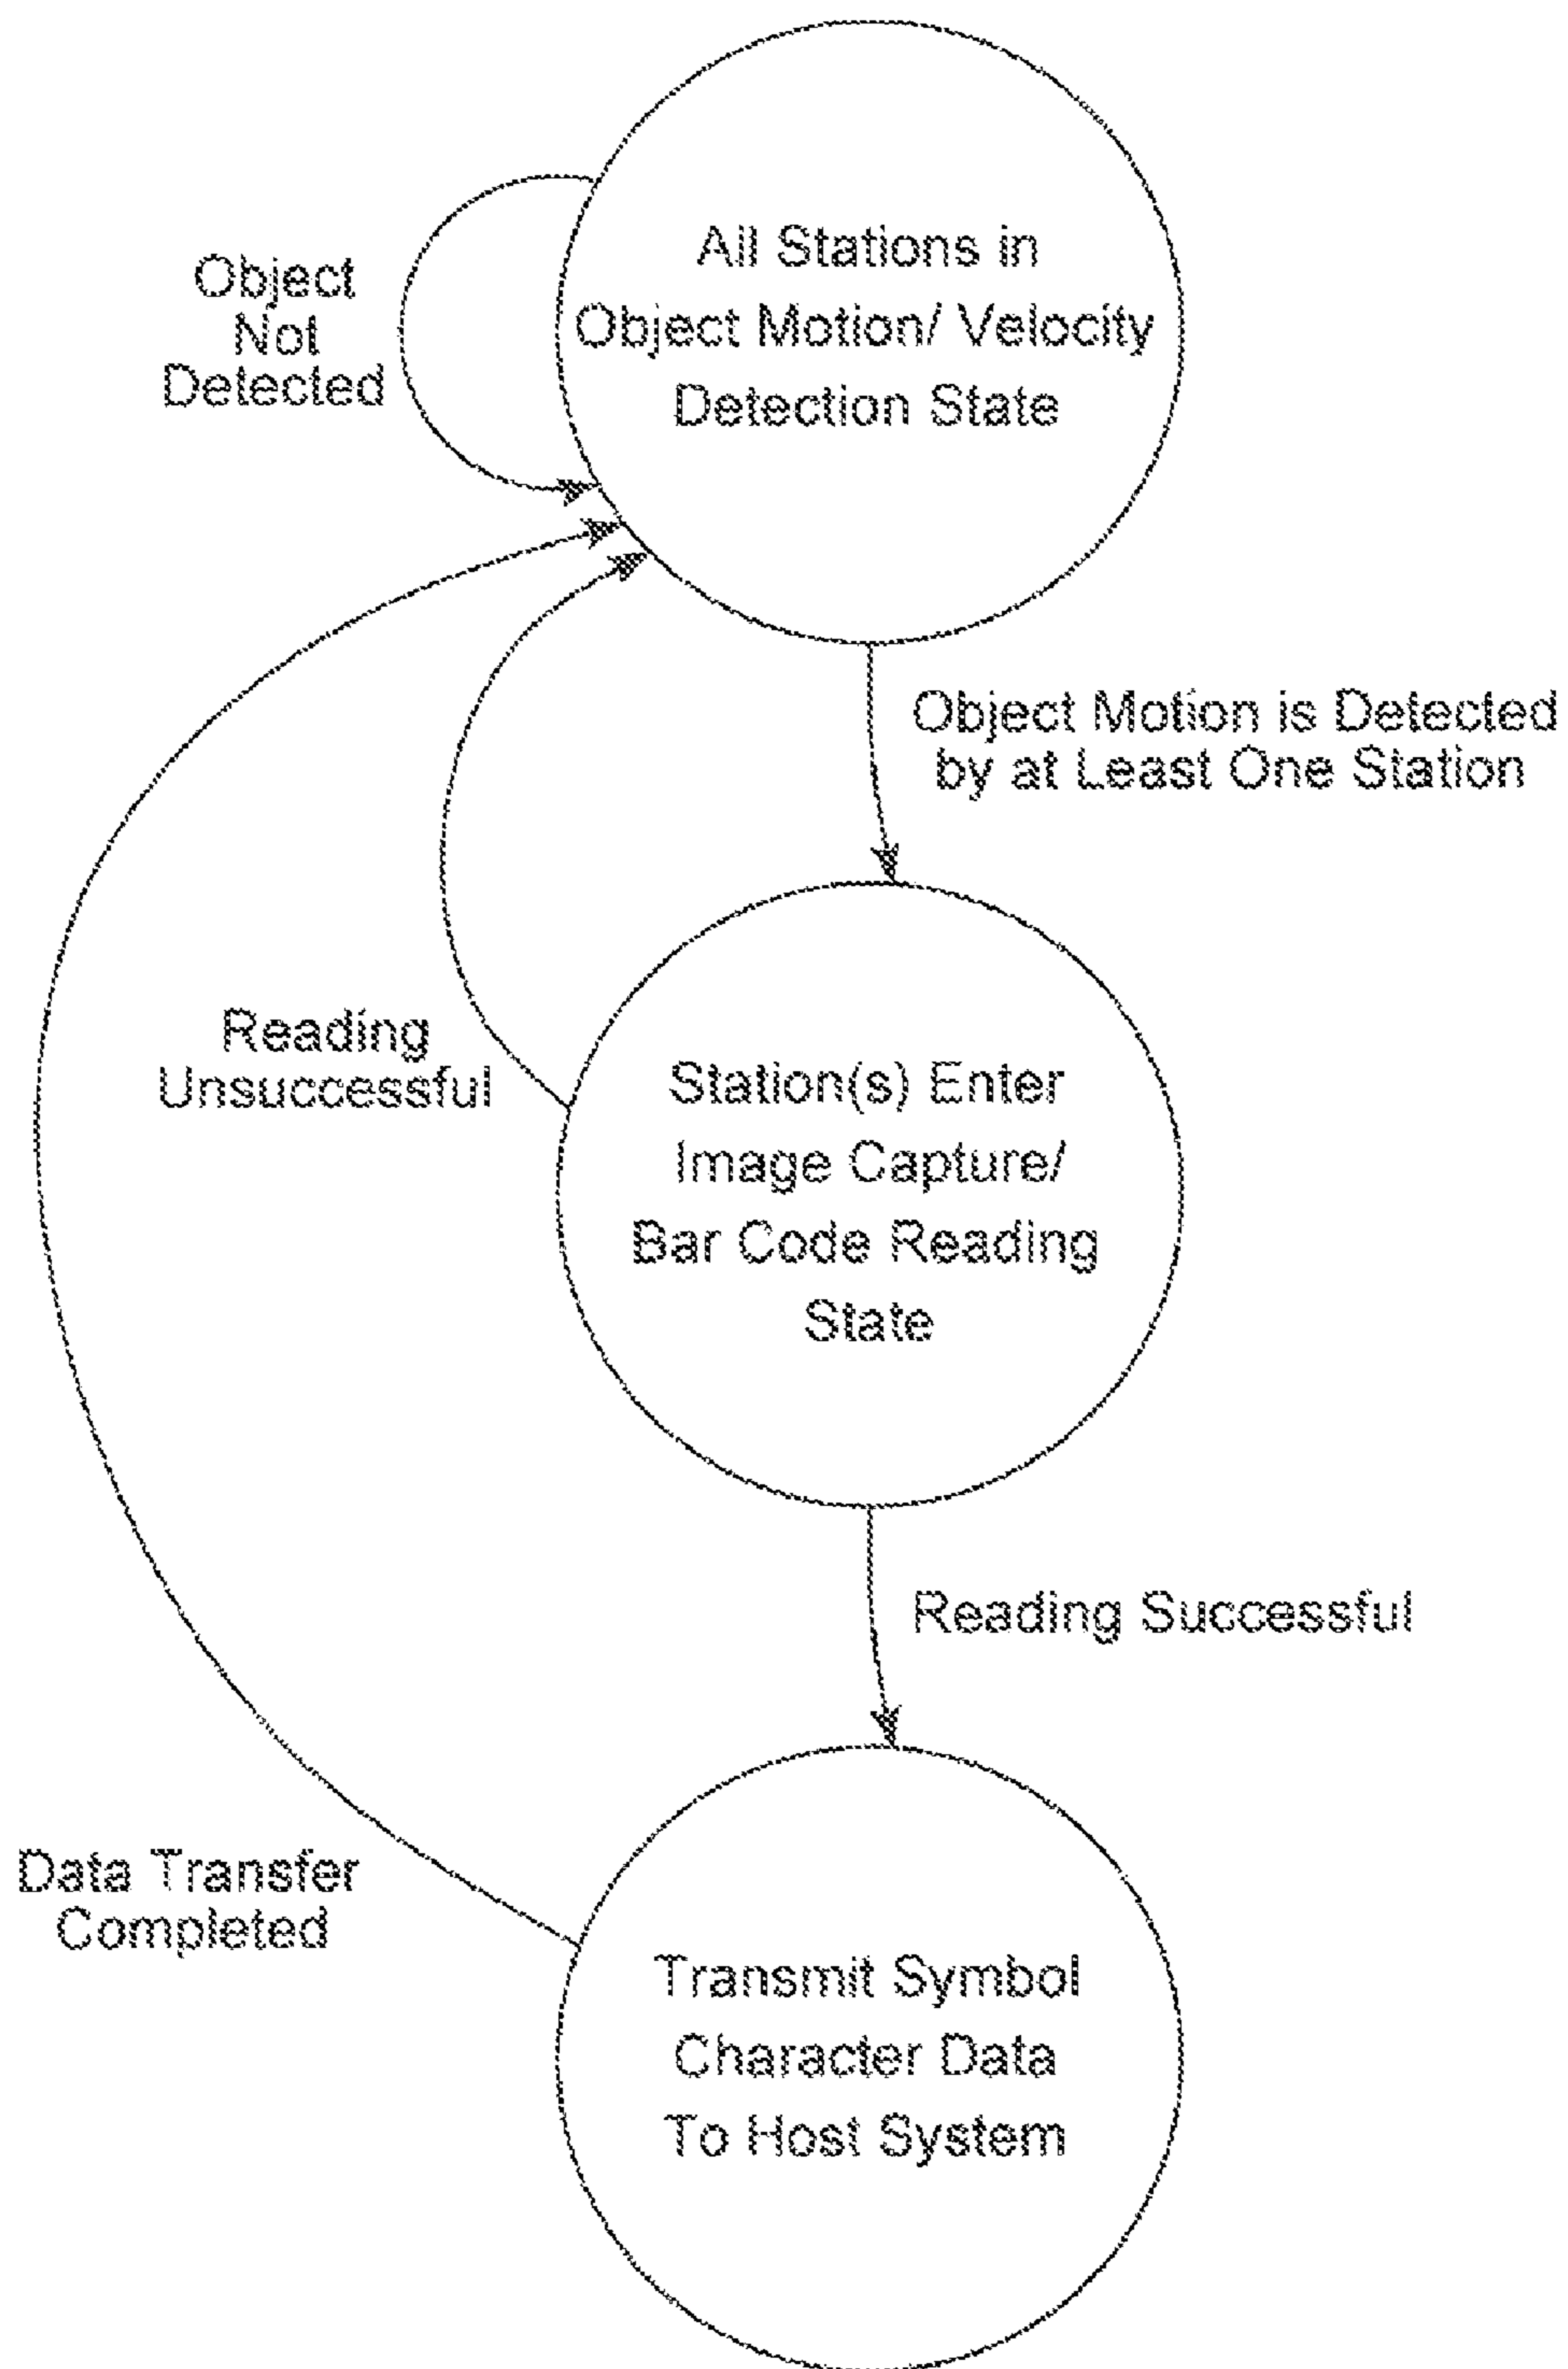 All Stations in
Object Motion/ Velocity
Detection State
Object
Not
Detected
Object Motion is Detected
by at Least One Station
Reading
Unsuccessful
Station(s) Enter
Image Capture/
Bar Code Reading
State
Reading Successful
Data Transfer
Completed
Transmit Symbol
Character Data
To Host System